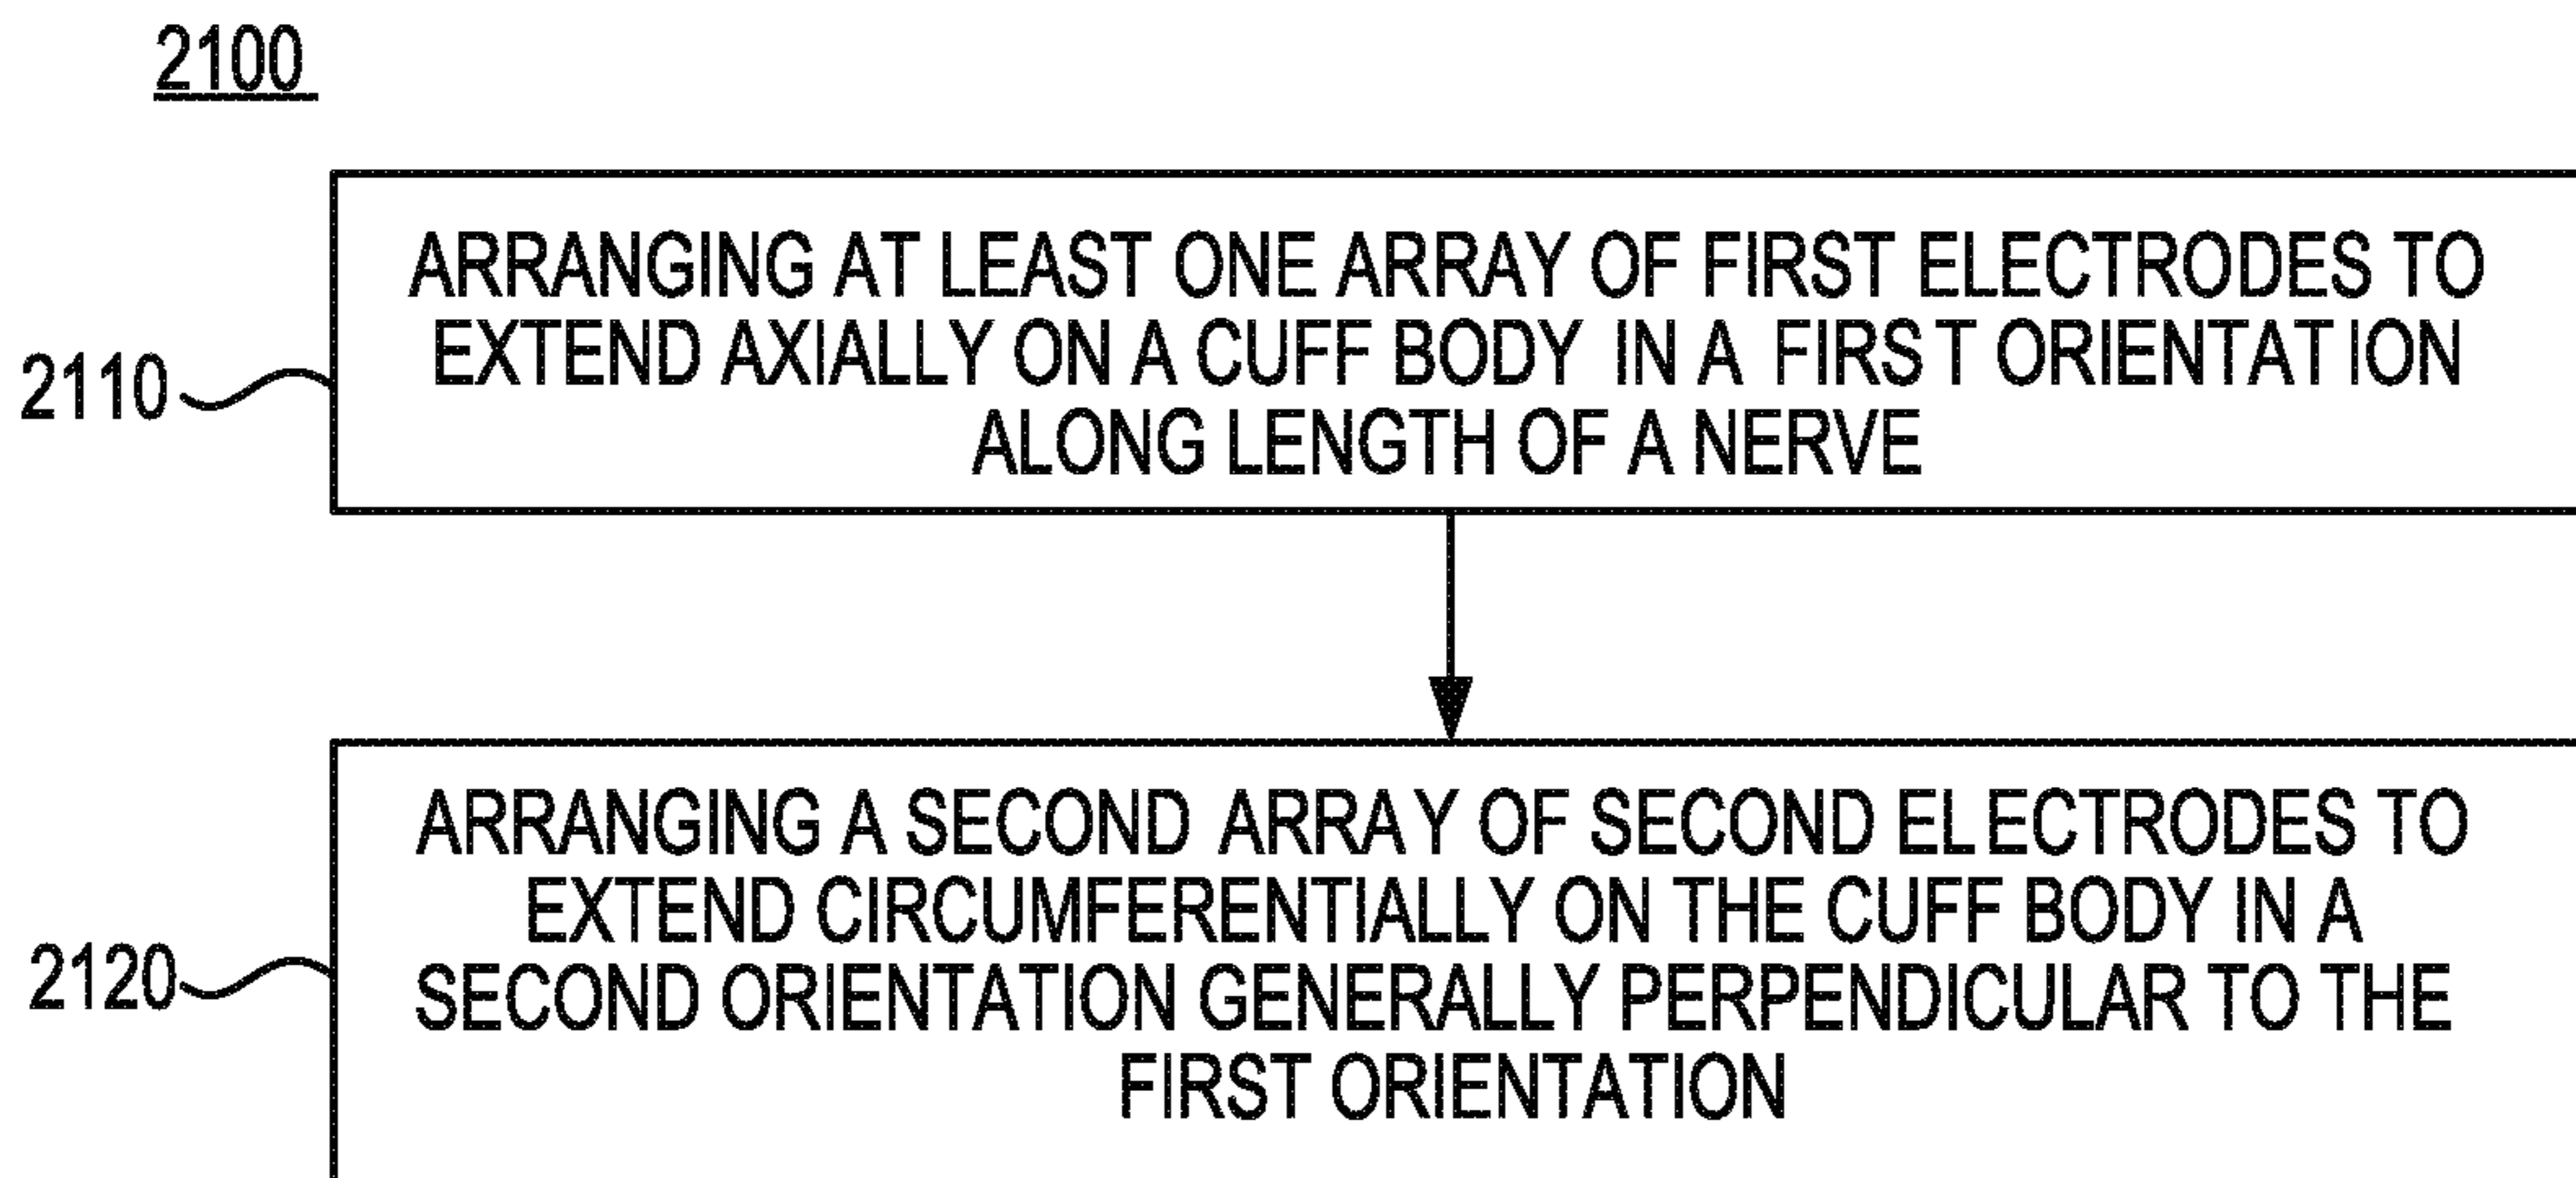 2100
ARRANGING AT LEAST ONE ARRAY OF FIRST ELECTRODES TO
EXTEND AXIALLY ON A CUFF BODY IN A FIRST ORIENTATION
2110
ALONG LENGTH OF A NERVE
ARRANGING A SECOND ARRAY OF SECOND ELECTRODES TO
EXTEND CIRCUMFERENTIALLY ON THE CUFF BODY IN A
2120
SECOND ORIENTATION GENERALLY PERPENDICULAR TO THE
FIRST ORIENTATION